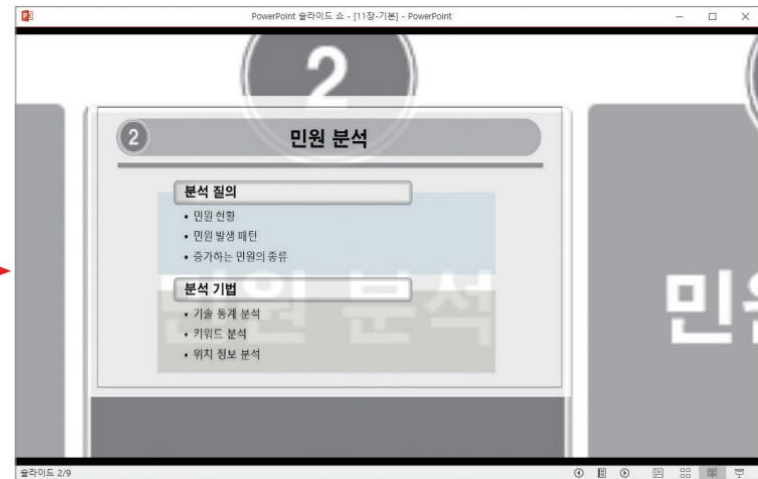 PowerPoint 슬라이드 쇼 - [11장-기본] - PowerPoint
2
2
민원 분석
분석 질의
• 민원 현황
• 민원 발생 패턴
• 증가하는 민원의 종류
분석 기법
• 기술 통계 분석
• 키워드 분석
• 위치 정보 분석
민원 분석
민원
슬라이드 2/9